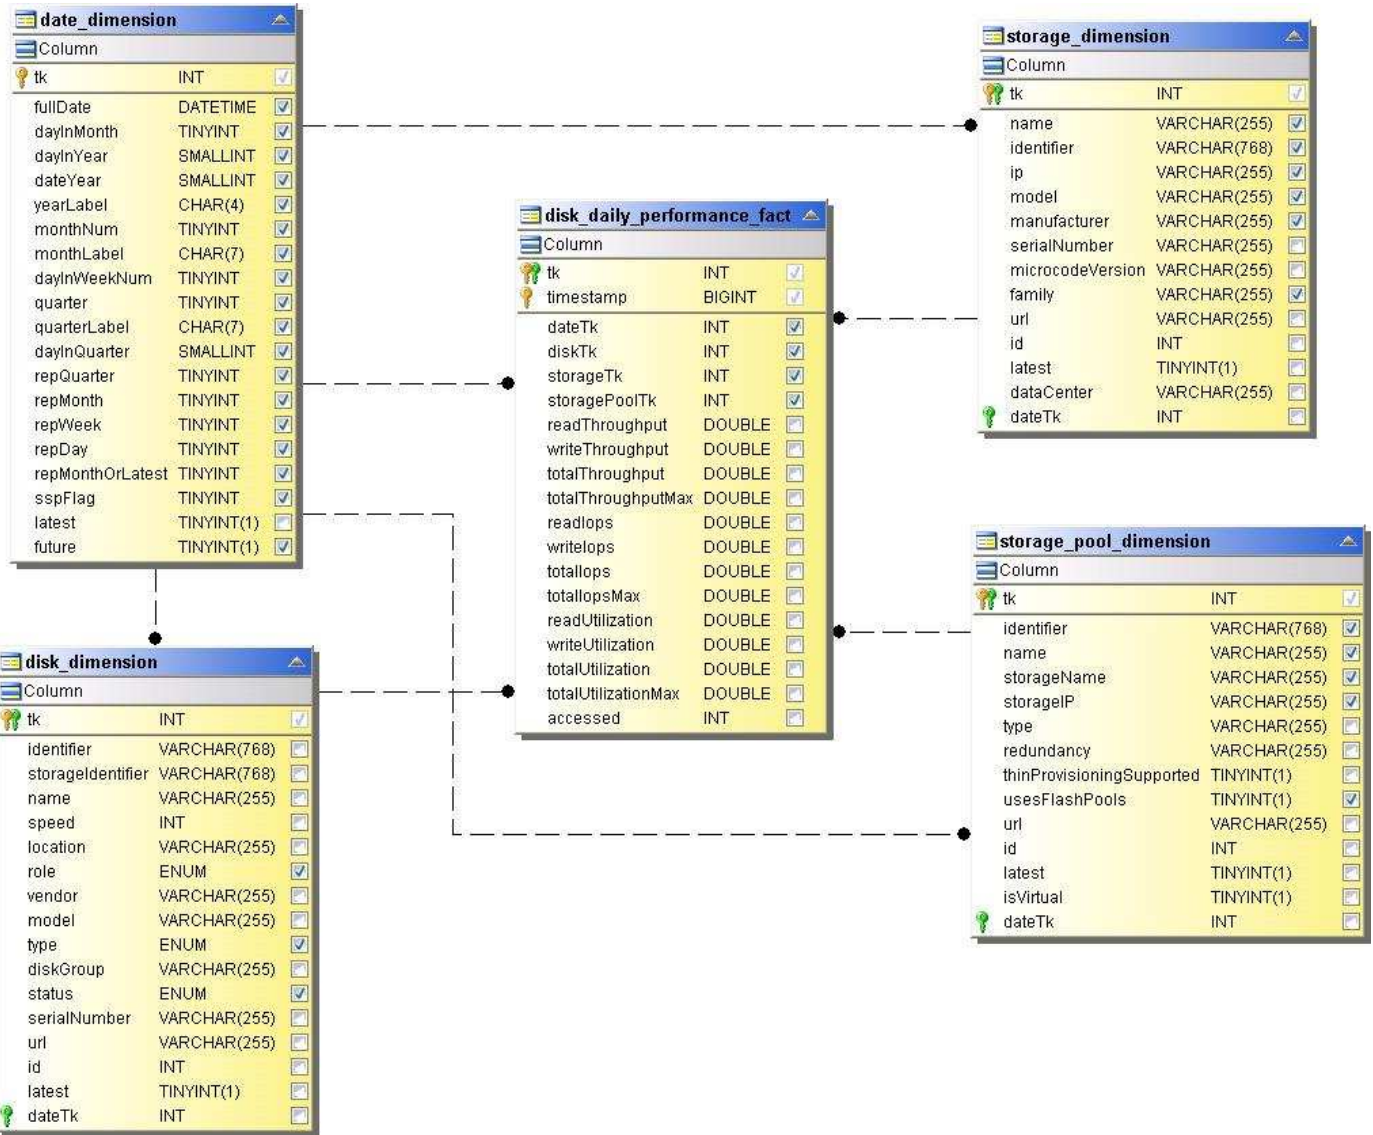 date_dimension
Column
tk INT
fullDate DATETIME
dayInMonth TINYINT
dayInYear SMALLINT
dateYear SMALLINT
yearLabel CHAR(4)
monthNum TINYINT
monthLabel CHAR(7)
dayInWeekNum TINYINT
quarter TINYINT
quarterLabel CHAR(7)
dayInQuarter SMALLINT
repQuarter TINYINT
repMonth TINYINT
repWeek TINYINT
repDay TINYINT
repMonthOrLatest TINYINT
sspFlag TINYINT
latest TINYINT(1)
future TINYINT(1)
storage_dimension
Column
tk INT
name VARCHAR(255)
identifier VARCHAR(768)
ip VARCHAR(255)
model VARCHAR(255)
manufacturer VARCHAR(255)
serialNumber VARCHAR(255)
microcodeVersion VARCHAR(255)
family VARCHAR(255)
url VARCHAR(255)
id INT
latest TINYINT(1)
dataCenter VARCHAR(255)
dateTk INT
disk_daily_performance_fact
Column
tk INT
timestamp BIGINT
dateTk INT
diskTk INT
storageTk INT
storagePoolTk INT
readThroughput DOUBLE
writeThroughput DOUBLE
totalThroughput DOUBLE
totalThroughputMax DOUBLE
readIops DOUBLE
writeIops DOUBLE
totalIops DOUBLE
totalIopsMax DOUBLE
readUtilization DOUBLE
writeUtilization DOUBLE
totalUtilization DOUBLE
totalUtilizationMax DOUBLE
accessed INT
storage_pool_dimension
Column
tk INT
identifier VARCHAR(768)
name VARCHAR(255)
storageName VARCHAR(255)
storageIP VARCHAR(255)
type VARCHAR(255)
redundancy VARCHAR(255)
thinProvisioningSupported TINYINT(1)
usesFlashPools TINYINT(1)
url VARCHAR(255)
id INT
latest TINYINT(1)
isVirtual TINYINT(1)
dateTk INT
disk_dimension
Column
tk INT
identifier VARCHAR(768)
storageIdentifier VARCHAR(768)
name VARCHAR(255)
speed INT
location VARCHAR(255)
role ENUM
vendor VARCHAR(255)
model VARCHAR(255)
type ENUM
diskGroup VARCHAR(255)
status ENUM
serialNumber VARCHAR(255)
url VARCHAR(255)
id INT
latest TINYINT(1)
dateTk INT